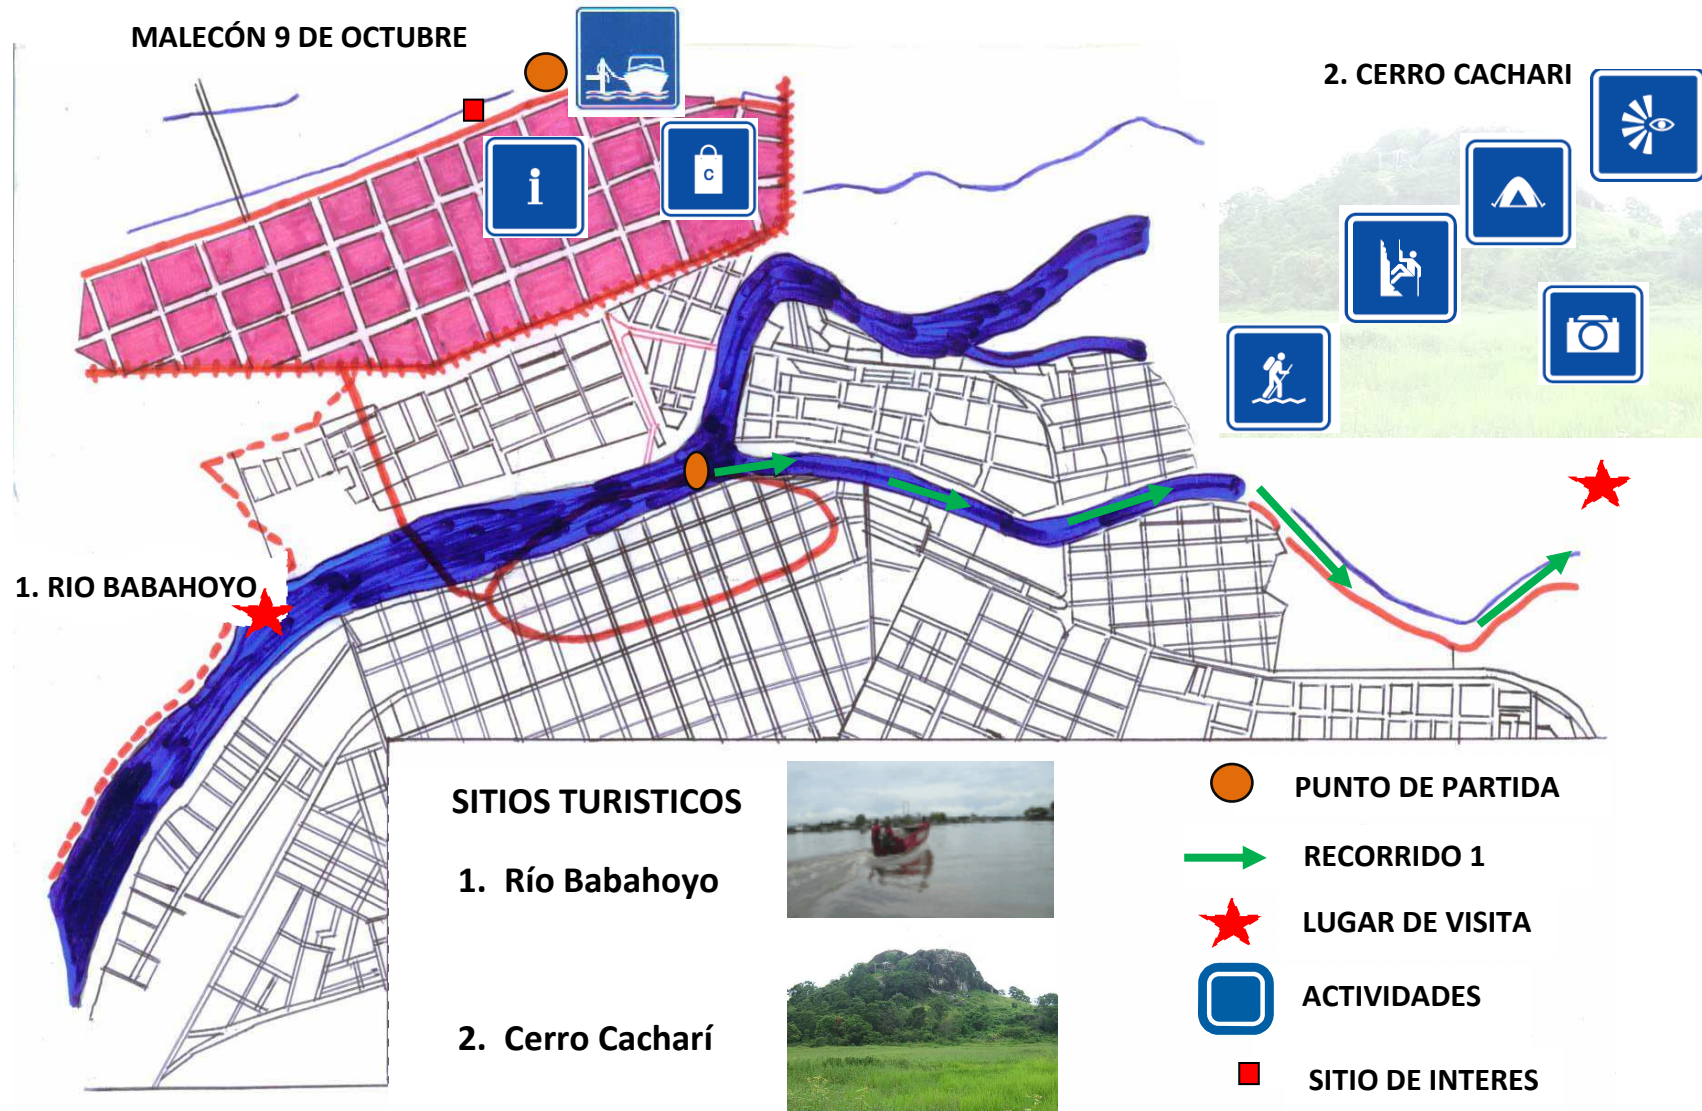 MALECÓN 9 DE OCTUBRE
2. CERRO CACHARI
i
C
1. RIO BABAHOYO
SITIOS TURISTICOS
1. Río Babahoyo
2. Cerro Cacharí
PUNTO DE PARTIDA
RECORRIDO 1
LUGAR DE VISITA
ACTIVIDADES
SITIO DE INTERES